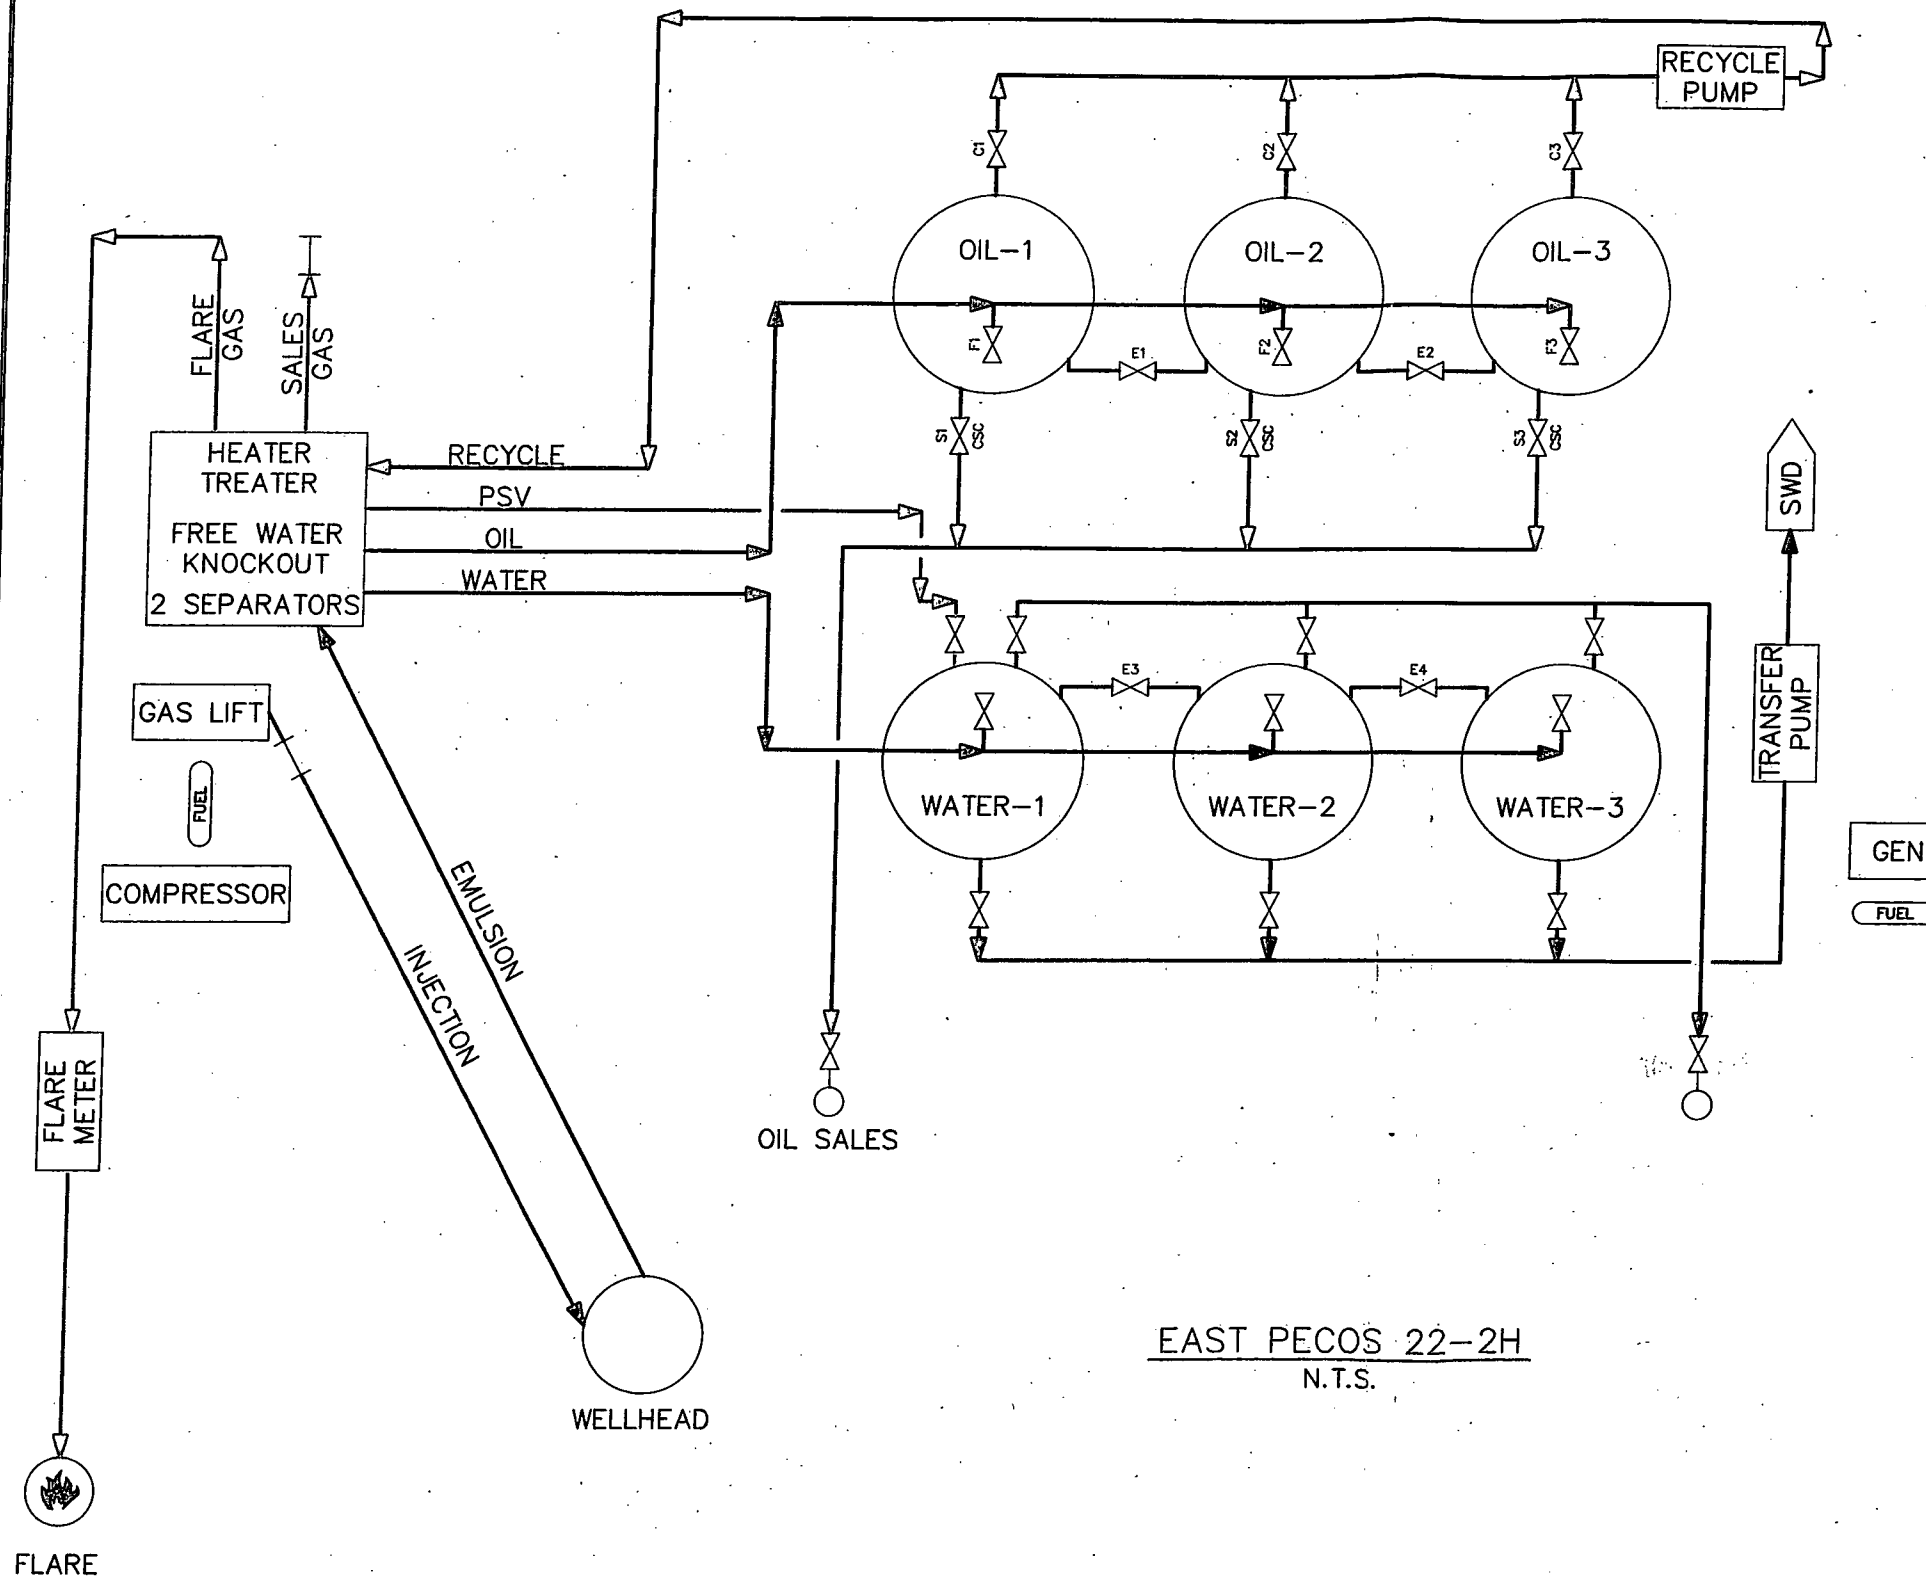 RECYCLE
PUMP
C1
C2
C3
OIL-1
OIL-2
OIL-3
FLARE
GAS
SALES
GAS
F1
E1
F2
E2
F3
HEATER
TREATER
FREE WATER
KNOCKOUT
2 SEPARATORS
RECYCLE
PSV
OIL
WATER
S1
CSC
S2
CSC
S3
CSC
SWD
GAS LIFT
FUEL
COMPRESSOR
E3
E4
WATER-1
WATER-2
WATER-3
TRANSFER
PUMP
GEN
FUEL
EMULSION
INJECTION
FLARE
METER
OIL SALES
EAST PECOS 22-2H
N.T.S.
WELLHEAD
FLARE